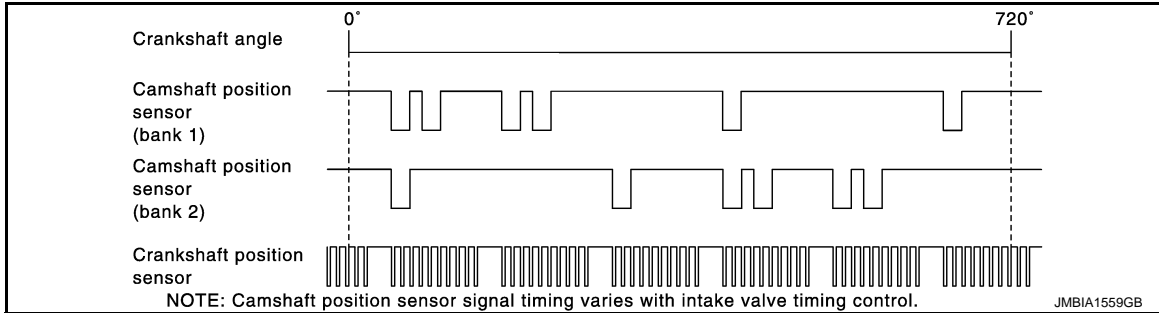 0° 720°
Crankshaft angle
Camshaft position
sensor
(bank 1)
Camshaft position
sensor
(bank 2)
Crankshaft position
sensor
NOTE: Camshaft position sensor signal timing varies with intake valve timing control.
JMBIA1559GB